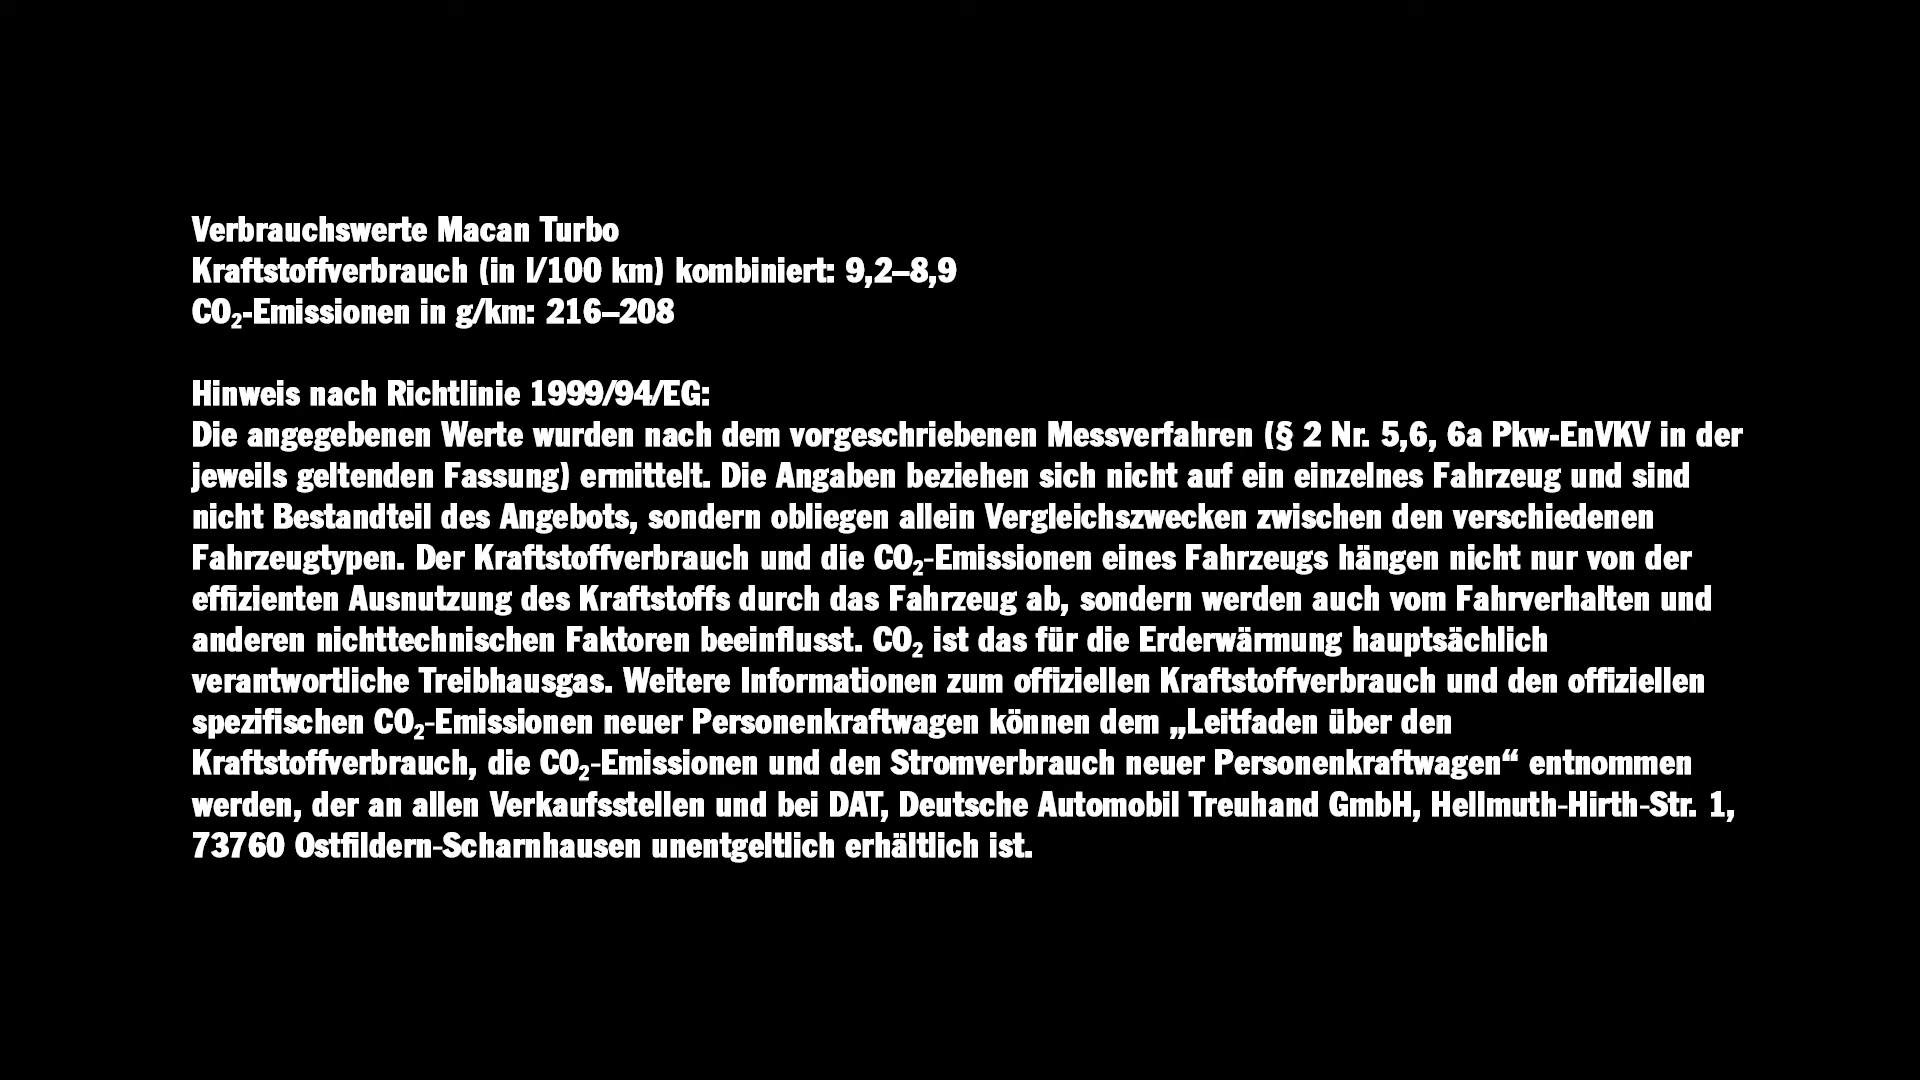 Verbrauchswerte Macan Turbo
Kraftstoffverbrauch (in l/100 km) kombiniert: 9,2–8,9
CO₂-Emissionen in g/km: 216–208
Hinweis nach Richtlinie 1999/94/EG:
Die angegebenen Werte wurden nach dem vorgeschriebenen Messverfahren (§ 2 Nr. 5,6, 6a Pkw-EnVKV in der
jeweils geltenden Fassung) ermittelt. Die Angaben beziehen sich nicht auf ein einzelnes Fahrzeug und sind
nicht Bestandteil des Angebots, sondern obliegen allein Vergleichszwecken zwischen den verschiedenen
Fahrzeugtypen. Der Kraftstoffverbrauch und die CO₂-Emissionen eines Fahrzeugs hängen nicht nur von der
effizienten Ausnutzung des Kraftstoffs durch das Fahrzeug ab, sondern werden auch vom Fahrverhalten und
anderen nichttechnischen Faktoren beeinflusst. CO₂ ist das für die Erderwärmung hauptsächlich
verantwortliche Treibhausgas. Weitere Informationen zum offiziellen Kraftstoffverbrauch und den offiziellen
spezifischen CO₂-Emissionen neuer Personenkraftwagen können dem „Leitfaden über den
Kraftstoffverbrauch, die CO₂-Emissionen und den Stromverbrauch neuer Personenkraftwagen“ entnommen
werden, der an allen Verkaufsstellen und bei DAT, Deutsche Automobil Treuhand GmbH, Hellmuth-Hirth-Str. 1,
73760 Ostfildern-Scharnhausen unentgeltlich erhältlich ist.